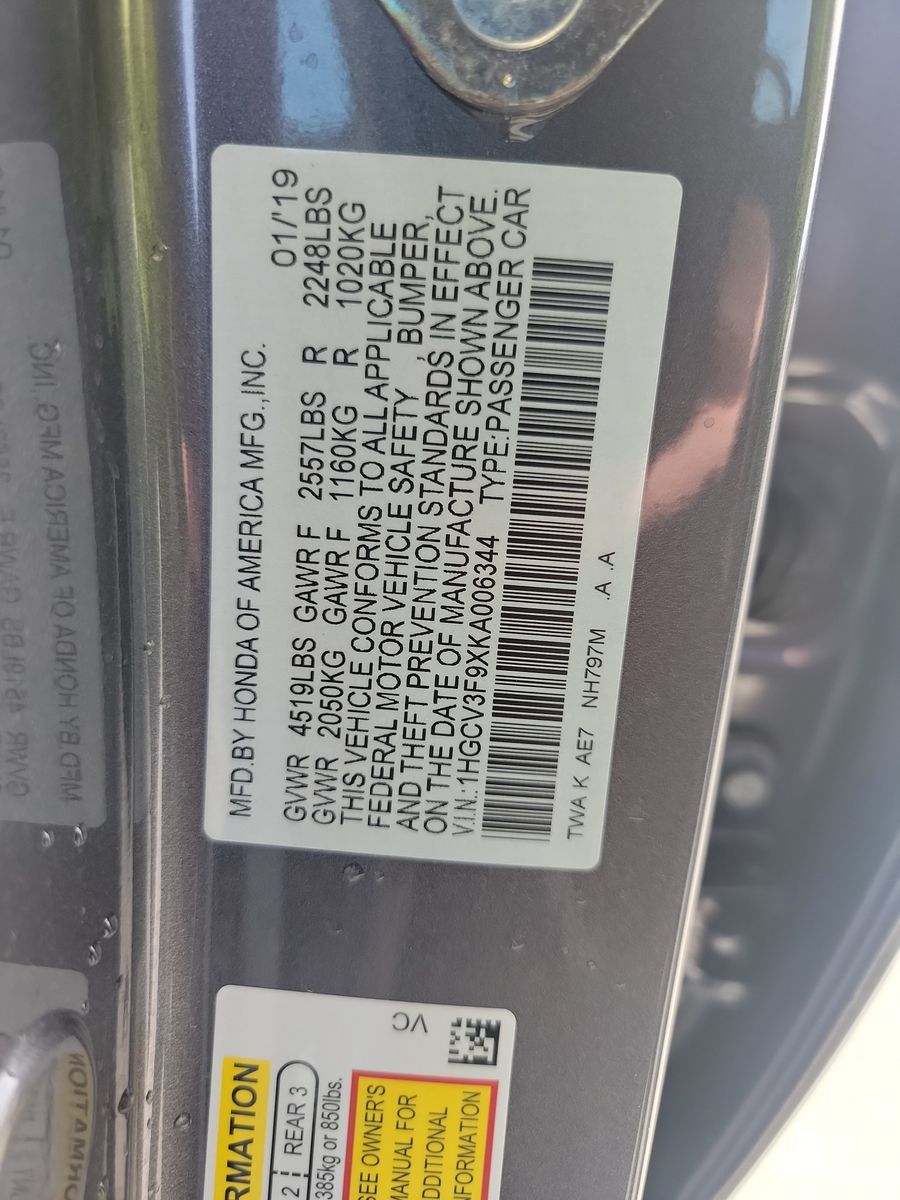 MFD.BY HONDA OF AMERICA MFG.,INC. 01/'19
GVWR 4519LBS GAWR F 2557LBS R 2248LBS
GVWR 2050KG GAWR F 1160KG R 1020KG
THIS VEHICLE CONFORMS TO ALL APPLICABLE
FEDERAL MOTOR VEHICLE SAFETY, BUMPER,
AND THEFT PREVENTION STANDARDS IN EFFECT
ON THE DATE OF MANUFACTURE SHOWN ABOVE.
V.I.N.:1HGCV3F9XKA006344 TYPE:PASSENGER CAR
TWA K AE7 NH797M .A .A
VC
RMATION
2 REAR 3
385kg or 850lbs.
SEE OWNER'S
MANUAL FOR
DDITIONAL
NFORMATION